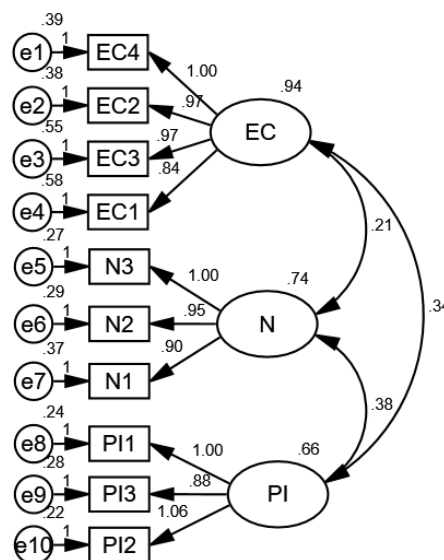 .39
e1 1 EC4
.38
1.00
.94
e2 1 EC2
.97
EC
.55
e3 1 EC3
.97
.58
.84
e4 1 EC1
.21
.27
e5 1 N3
.74
1.00
.34
.29
e6 1 N2
.95
N
.37
.90
e7 1 N1
.38
.24
e8 1 PI1
1.00
.66
.28
e9 1 PI3
.88
PI
.22
1.06
e10 1 PI2